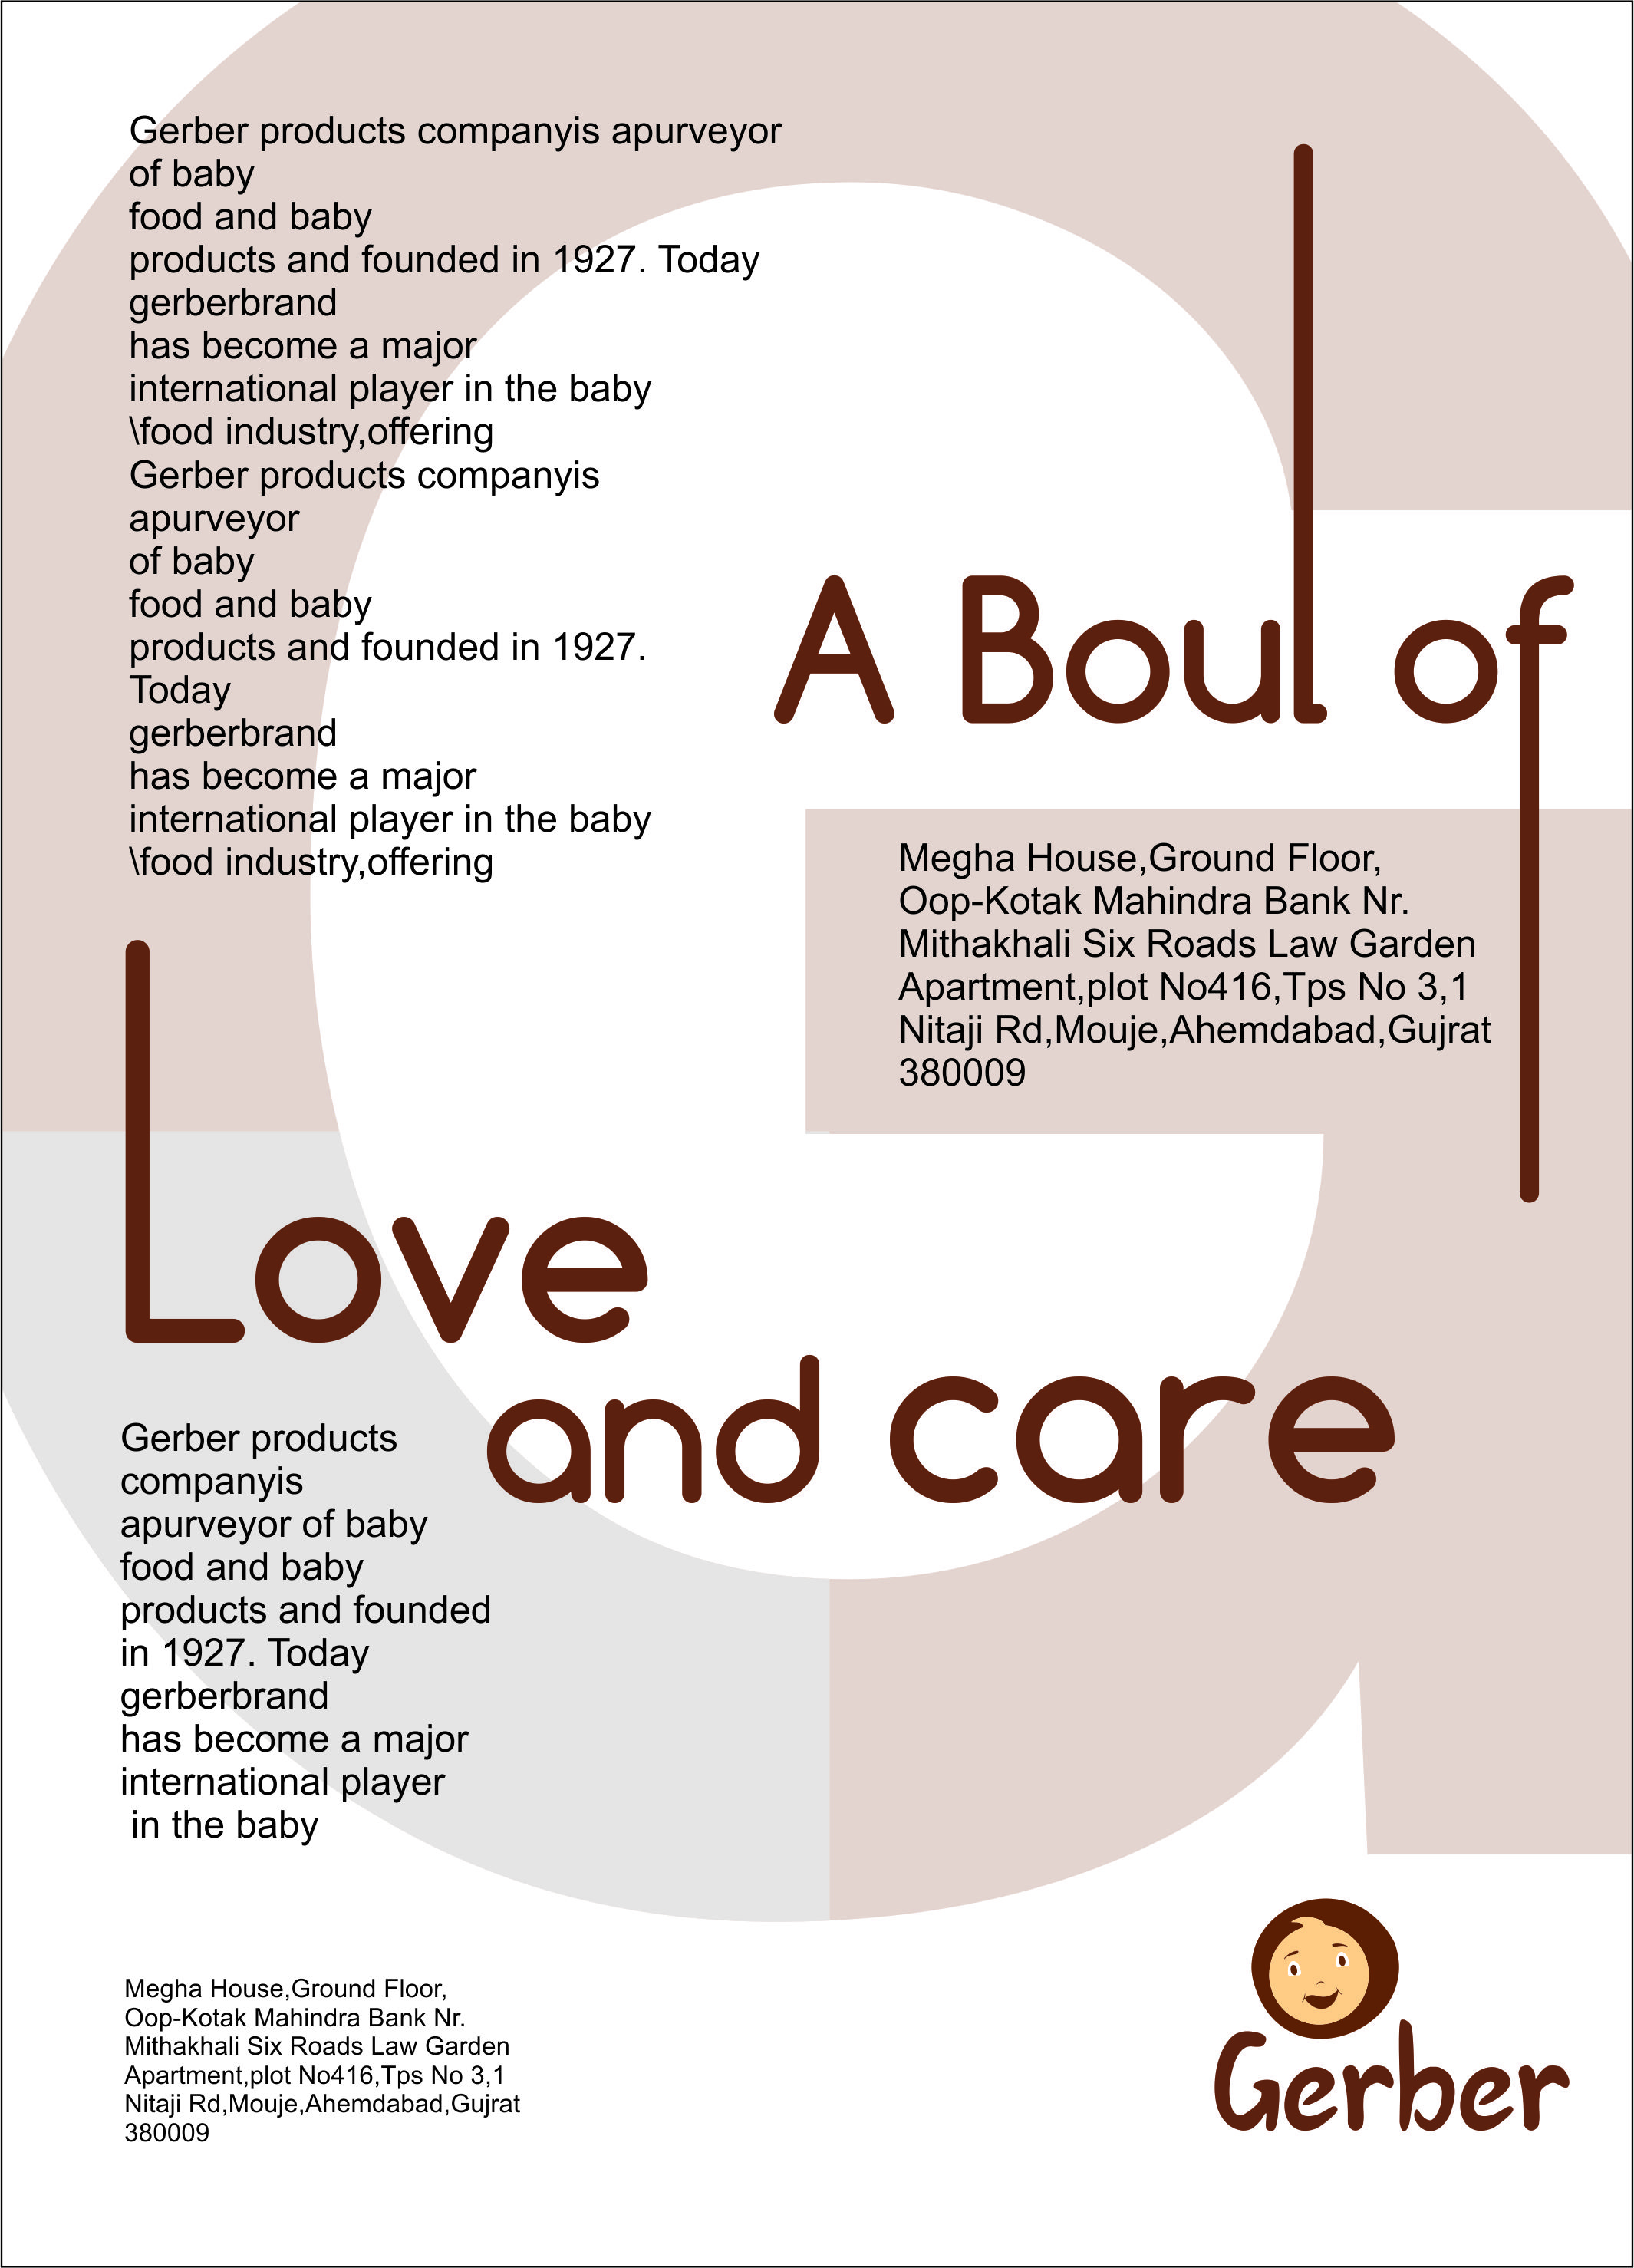 Gerber products companyis apurveyor
of baby
food and baby
products and founded in 1927. Today
gerberbrand
has become a major
international player in the baby
\food industry,offering
Gerber products companyis
apurveyor
of baby
food and baby
products and founded in 1927.
Today
gerberbrand
has become a major
international player in the baby
\food industry,offering
A Boul of
Megha House,Ground Floor,
Oop-Kotak Mahindra Bank Nr.
Mithakhali Six Roads Law Garden
Apartment,plot No416,Tps No 3,1
Nitaji Rd,Mouje,Ahemdabad,Gujrat
380009
Love
and care
Gerber products
companyis
apurveyor of baby
food and baby
products and founded
in 1927. Today
gerberbrand
has become a major
international player
in the baby
Megha House,Ground Floor,
Oop-Kotak Mahindra Bank Nr.
Mithakhali Six Roads Law Garden
Apartment,plot No416,Tps No 3,1
Nitaji Rd,Mouje,Ahemdabad,Gujrat
380009
Gerber